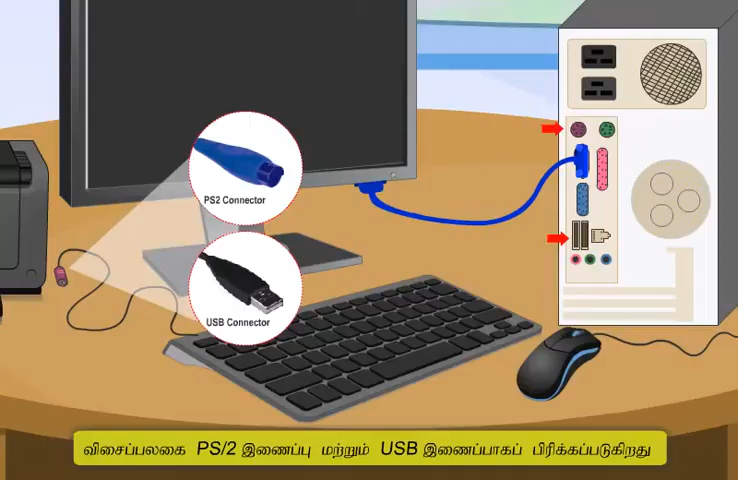 PS2 Connector
USB Connector
விசைப்பலகை PS/2 இணைப்பு மற்றும் USB இணைப்பாகப் பிரிக்கப்படுகிறது